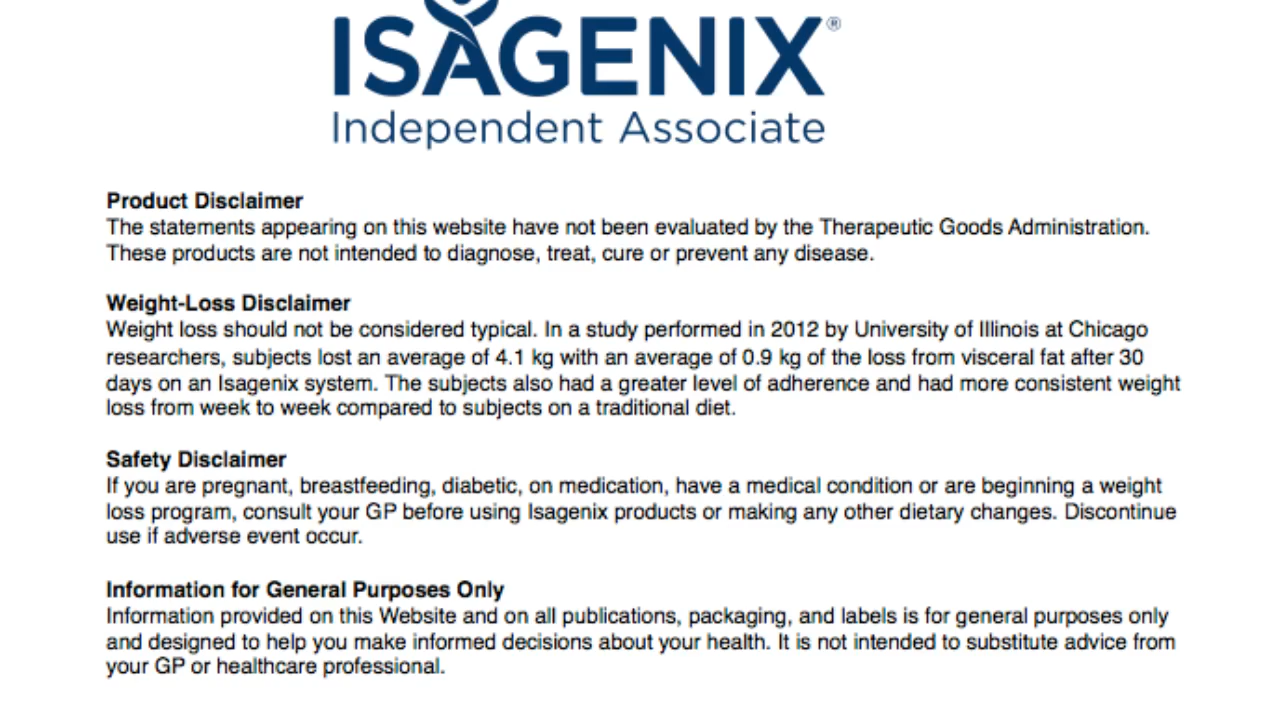 ISAGENIX®
Independent Associate
Product Disclaimer
The statements appearing on this website have not been evaluated by the Therapeutic Goods Administration.
These products are not intended to diagnose, treat, cure or prevent any disease.
Weight-Loss Disclaimer
Weight loss should not be considered typical. In a study performed in 2012 by University of Illinois at Chicago
researchers, subjects lost an average of 4.1 kg with an average of 0.9 kg of the loss from visceral fat after 30
days on an Isagenix system. The subjects also had a greater level of adherence and had more consistent weight
loss from week to week compared to subjects on a traditional diet.
Safety Disclaimer
If you are pregnant, breastfeeding, diabetic, on medication, have a medical condition or are beginning a weight
loss program, consult your GP before using Isagenix products or making any other dietary changes. Discontinue
use if adverse event occur.
Information for General Purposes Only
Information provided on this Website and on all publications, packaging, and labels is for general purposes only
and designed to help you make informed decisions about your health. It is not intended to substitute advice from
your GP or healthcare professional.